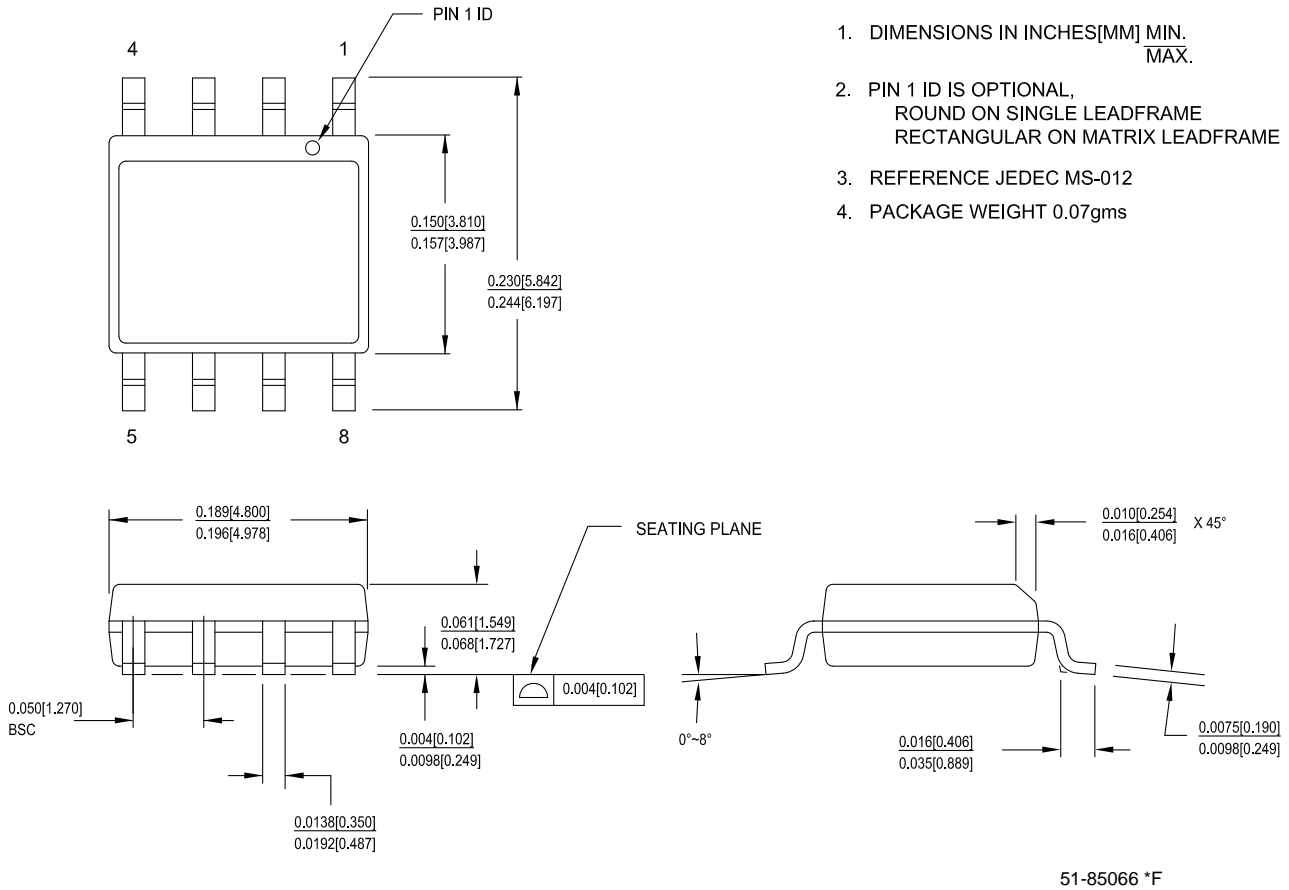 PIN 1 ID
4
1
0.150[3.810]
0.157[3.987]
0.230[5.842]
0.244[6.197]
5
8
1. DIMENSIONS IN INCHES[MM] MIN.
MAX.
2. PIN 1 ID IS OPTIONAL,
ROUND ON SINGLE LEADFRAME
RECTANGULAR ON MATRIX LEADFRAME
3. REFERENCE JEDEC MS-012
4. PACKAGE WEIGHT 0.07gms
0.189[4.800]
0.196[4.978]
SEATING PLANE
0.010[0.254]
0.016[0.406]
X 45°
0.061[1.549]
0.068[1.727]
0.004[0.102]
0.050[1.270]
BSC
0.004[0.102]
0.0098[0.249]
0°~8°
0.016[0.406]
0.035[0.889]
0.0075[0.190]
0.0098[0.249]
0.0138[0.350]
0.0192[0.487]
51-85066 *F